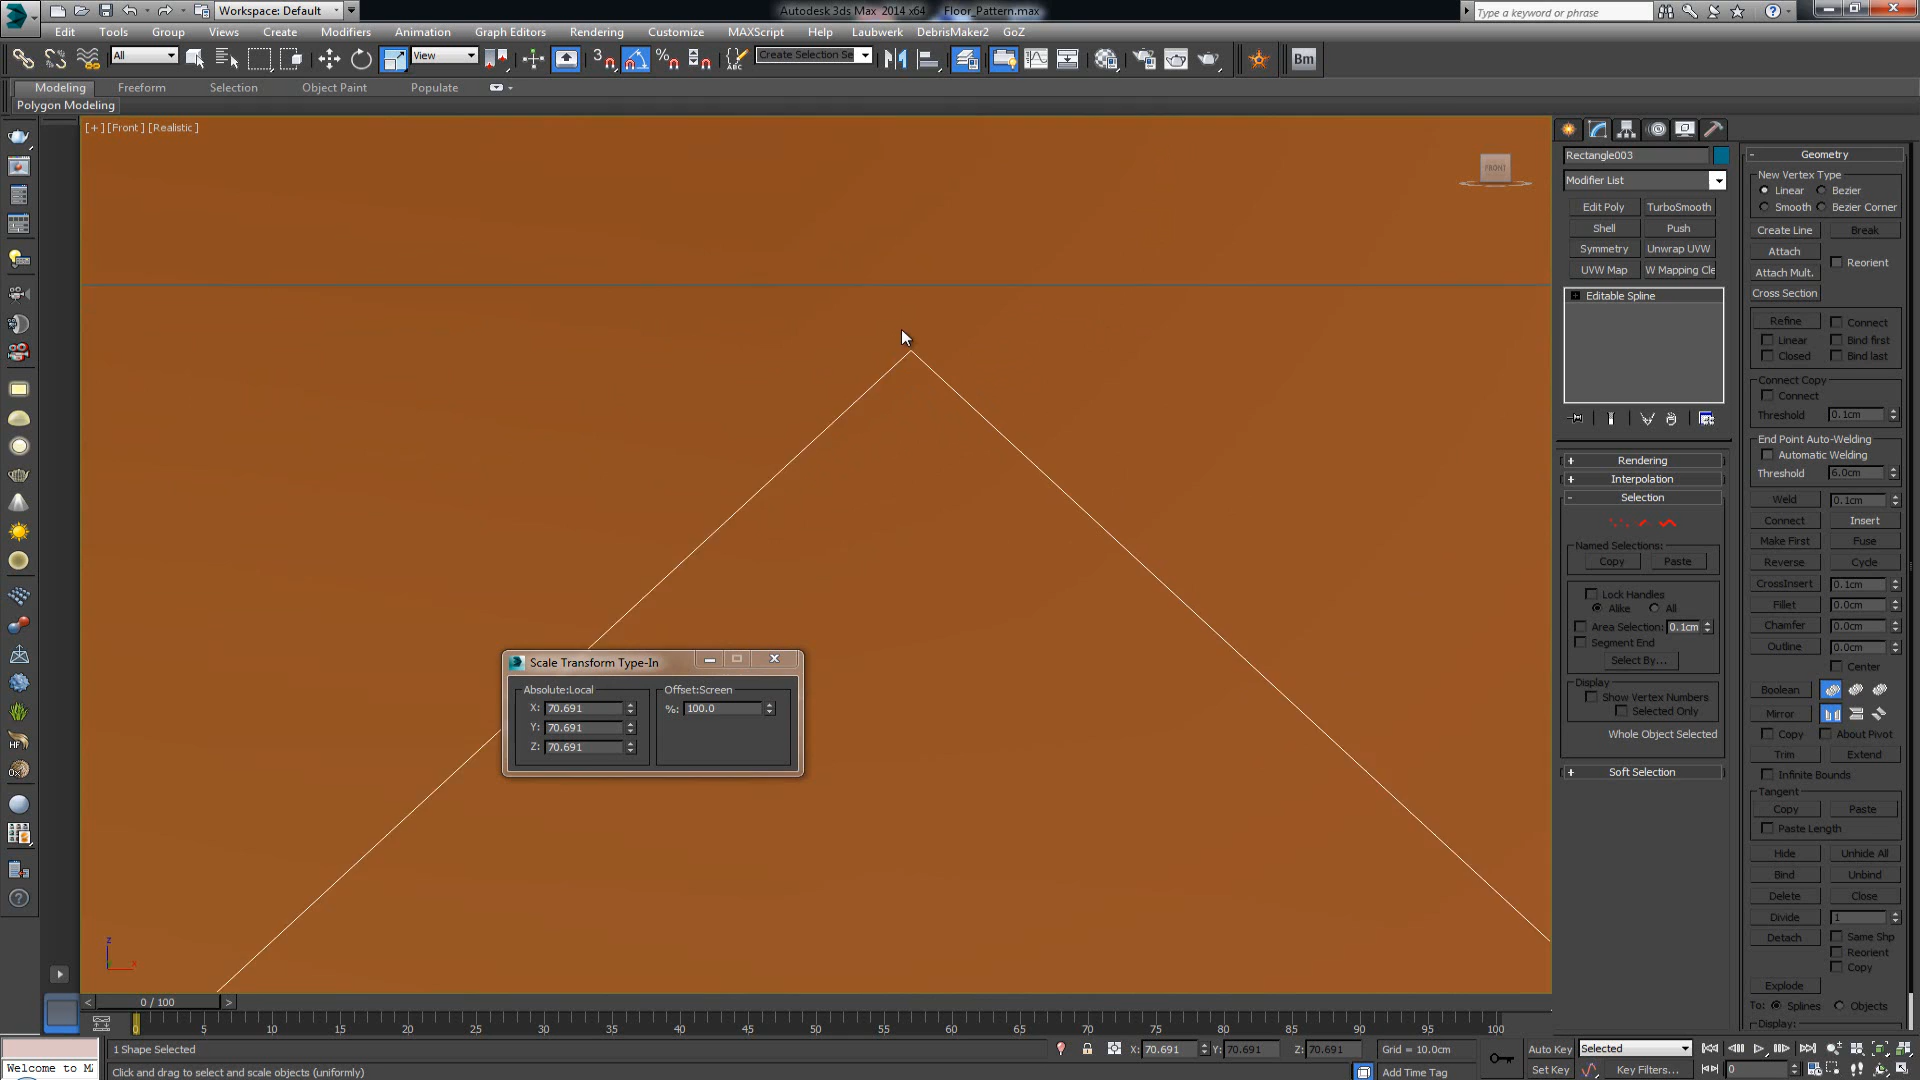 Workspace: Default
Autodesk 3ds Max 2014 x64 Floor_Pattern.max
Type a keyword or phrase
Edit Tools Group Views Create Modifiers Animation Graph Editors Rendering Customize MAXScript Help Laubwerk DebrisMaker2 GoZ
All View Create Selection Se Bm
Modeling Freeform Selection Object Paint Populate
Polygon Modeling
[+] [Front] [Realistic]
FRONT
Rectangle003
Modifier List
Edit Poly TurboSmooth
Shell Push
Symmetry Unwrap UVW
UVW Map W Mapping Cle
Editable Spline
+ Rendering
+ Interpolation
- Selection
Named Selections:
Copy Paste
Lock Handles
Alike All
Area Selection: 0.1cm
Segment End
Select By...
Display
Show Vertex Numbers
Selected Only
Whole Object Selected
+ Soft Selection
- Geometry
New Vertex Type
Linear Bezier
Smooth Bezier Corner
Create Line Break
Attach Reorient
Attach Mult.
Cross Section
Refine Connect
Linear Bind first
Closed Bind last
Connect Copy
Connect
Threshold 0.1cm
End Point Auto-Welding
Automatic Welding
Threshold 6.0cm
Weld 0.1cm
Connect Insert
Make First Fuse
Reverse Cycle
CrossInsert 0.1cm
Fillet 0.0cm
Chamfer 0.0cm
Outline 0.0cm
Center
Boolean
Mirror
Copy About Pivot
Trim Extend
Infinite Bounds
Tangent
Copy Paste
Paste Length
Hide Unhide All
Bind Unbind
Delete Close
Divide 1
Detach Same Shp
Reorient
Copy
Explode
To: Splines Objects
Display:
Scale Transform Type-In
Absolute:Local Offset:Screen
X: 70.691 %: 100.0
Y: 70.691
Z: 70.691
z
x
< 0 / 100 >
0 5 10 15 20 25 30 35 40 45 50 55 60 65 70 75 80 85 90 95 100
1 Shape Selected X: 70.691 Y: 70.691 Z: 70.691 Grid = 10.0cm Auto Key Selected
Welcome to MA Click and drag to select and scale objects (uniformly) Add Time Tag Set Key Key Filters... 0